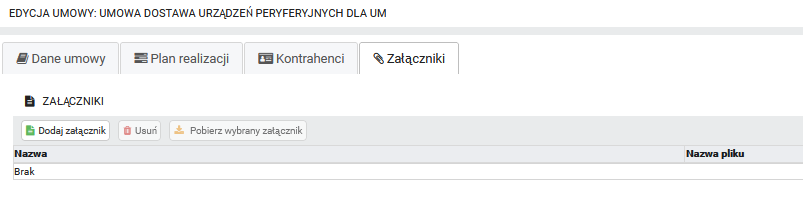 EDYCJA UMOWY: UMOWA DOSTAWA URZĄDZEŃ PERYFERYJNYCH DLA UM
Dane umowy Plan realizacji Kontrahenci Załączniki
ZAŁĄCZNIKI
Dodaj załącznik Usuń Pobierz wybrany załącznik
Nazwa Nazwa pliku
Brak